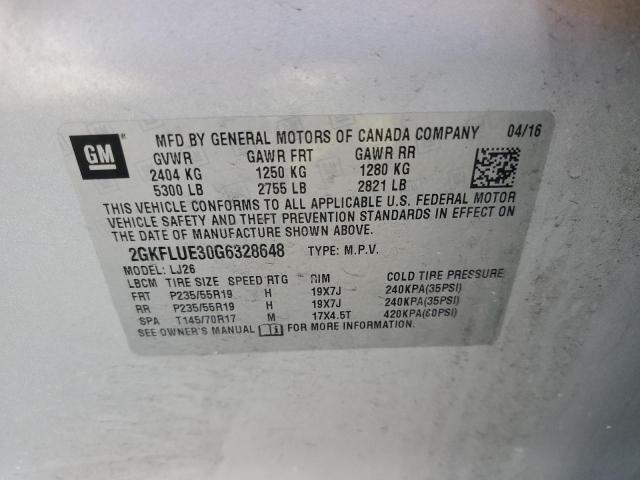 GM
MFD BY GENERAL MOTORS OF CANADA COMPANY 04/16
GVWR GAWR FRT GAWR RR
2404 KG 1250 KG 1280 KG
5300 LB 2755 LB 2821 LB
THIS VEHICLE CONFORMS TO ALL APPLICABLE U.S. FEDERAL MOTOR
VEHICLE SAFETY AND THEFT PREVENTION STANDARDS IN EFFECT ON
THE DATE OF MANUFACTURE SHOWN ABOVE.
2GKFLUE30G6328648 TYPE: M.P.V.
MODEL: LJ26
LBCM TIRE SIZE SPEED RTG RIM COLD TIRE PRESSURE
FRT P235/55R19 H 19X7J 240KPA(35PSI)
RR P235/55R19 H 19X7J 240KPA(35PSI)
SPA T145/70R17 M 17X4.5T 420KPA(60PSI)
SEE OWNER'S MANUAL FOR MORE INFORMATION.